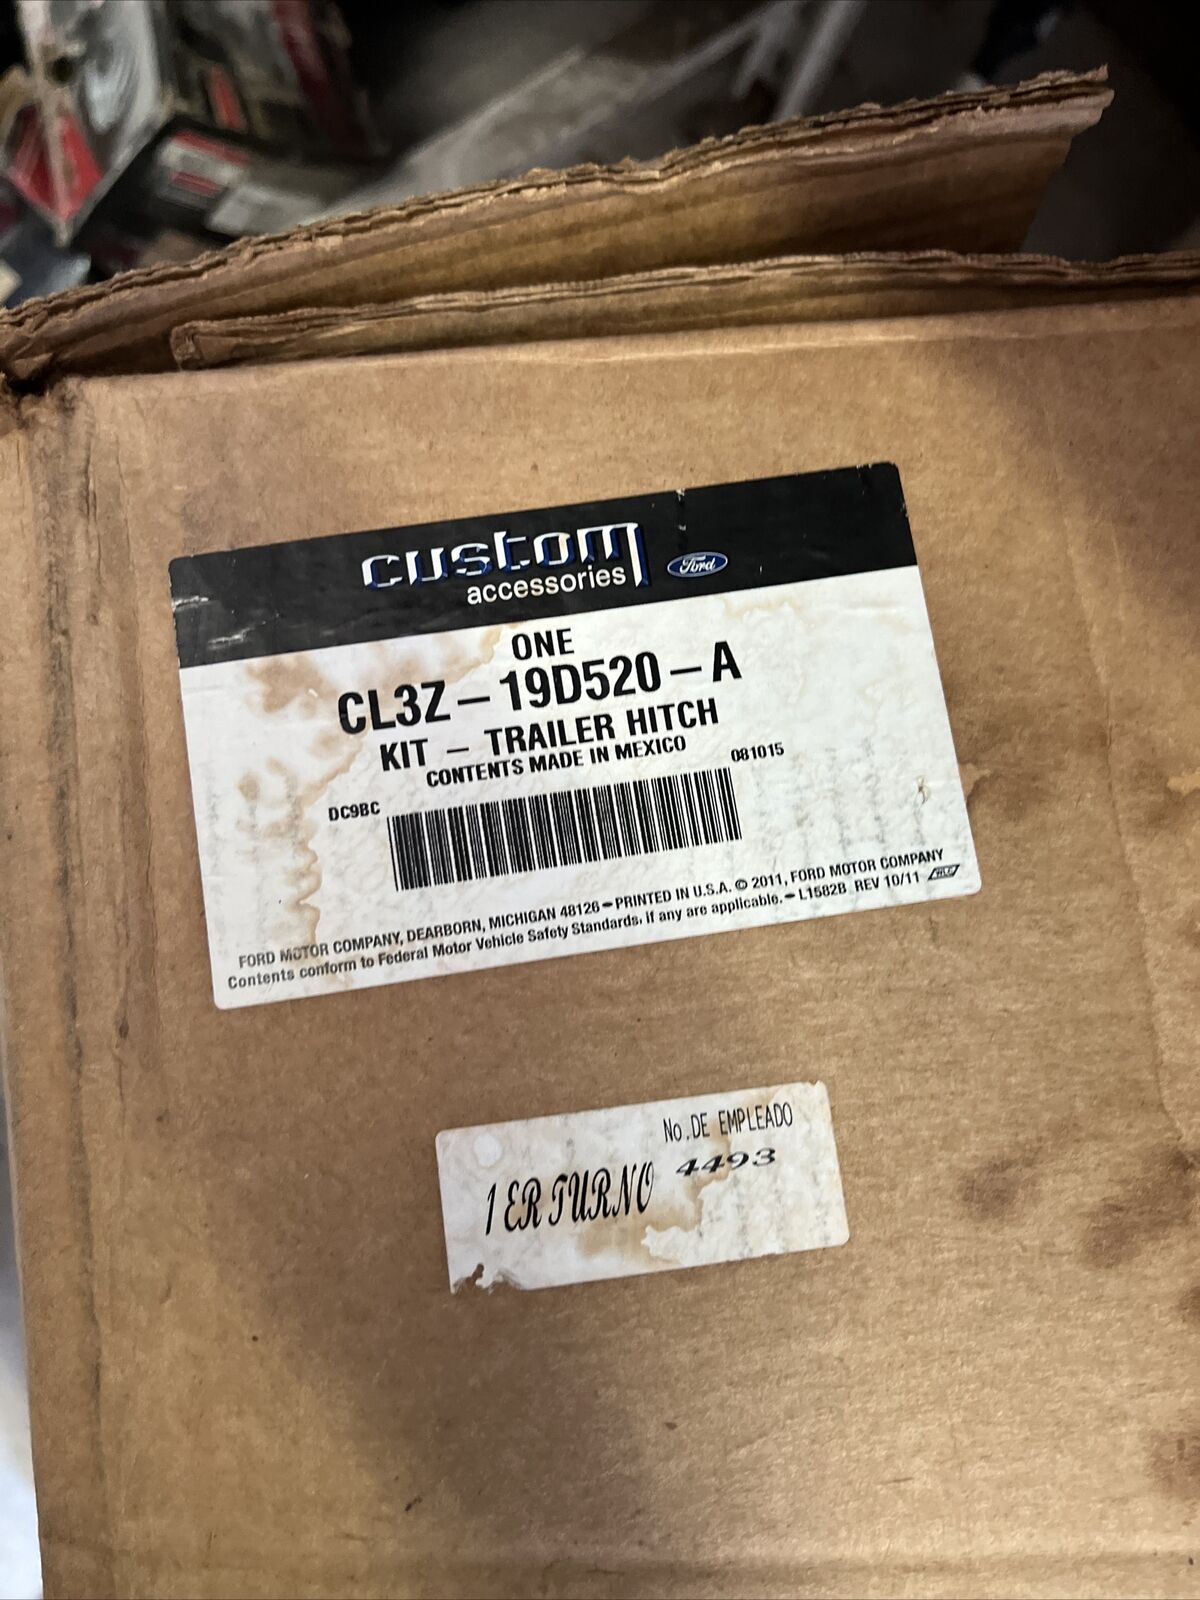 custom
accessories
Ford
ONE
CL3Z – 19D520 – A
KIT – TRAILER HITCH
CONTENTS MADE IN MEXICO
DC9BC
081015
FORD MOTOR COMPANY, DEARBORN, MICHIGAN 48126 – PRINTED IN U.S.A. © 2011, FORD MOTOR COMPANY
Contents conform to Federal Motor Vehicle Safety Standards, if any are applicable. – L1582B REV 10/11
No.DE EMPLEADO
1ER TURNO
4493